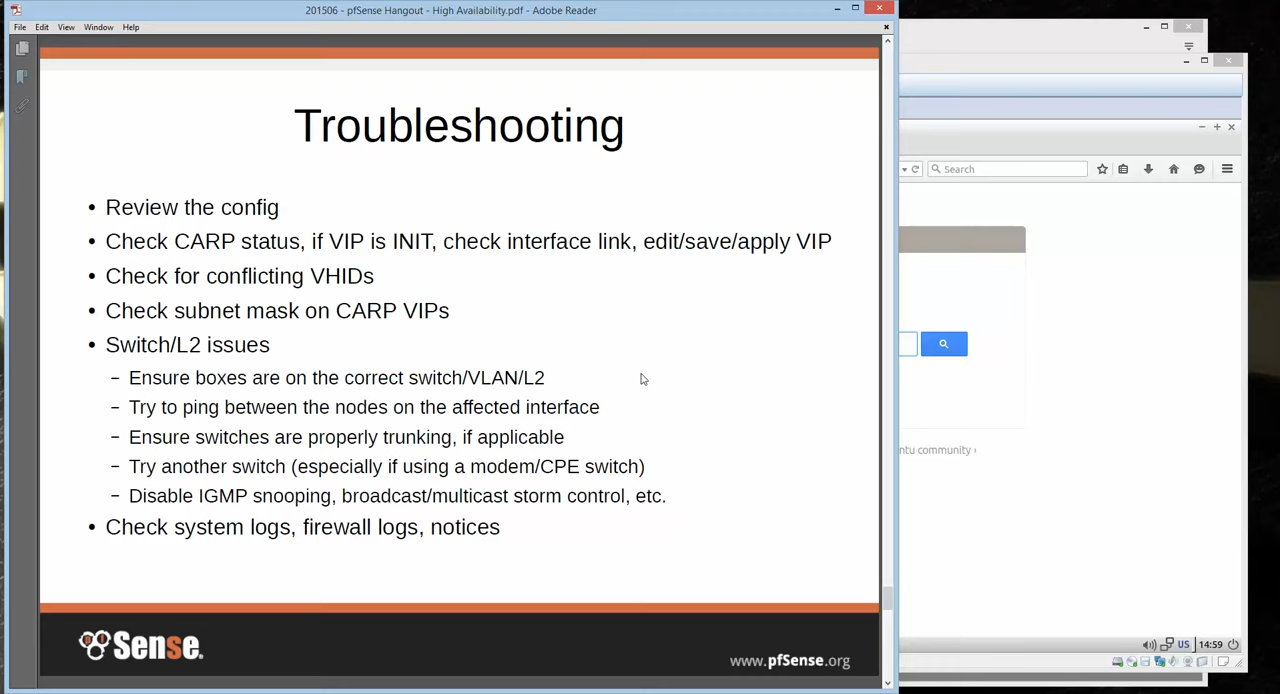 201506 - pfSense Hangout - High Availability.pdf - Adobe Reader
File Edit View Window Help
Troubleshooting
• Review the config
• Check CARP status, if VIP is INIT, check interface link, edit/save/apply VIP
• Check for conflicting VHIDs
• Check subnet mask on CARP VIPs
• Switch/L2 issues
– Ensure boxes are on the correct switch/VLAN/L2
– Try to ping between the nodes on the affected interface
– Ensure switches are properly trunking, if applicable
– Try another switch (especially if using a modem/CPE switch)
– Disable IGMP snooping, broadcast/multicast storm control, etc.
• Check system logs, firewall logs, notices
pfSense.
www.pfSense.org
Search
ntu community ›
US 14:59